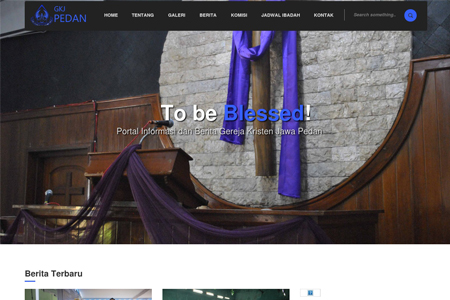 GKJ
PEDAN
HOME TENTANG GALERI BERITA KOMISI JADWAL IBADAH KONTAK Search something..
To be Blessed!
Portal Informasi dan Berita Gereja Kristen Jawa Pedan
Berita Terbaru